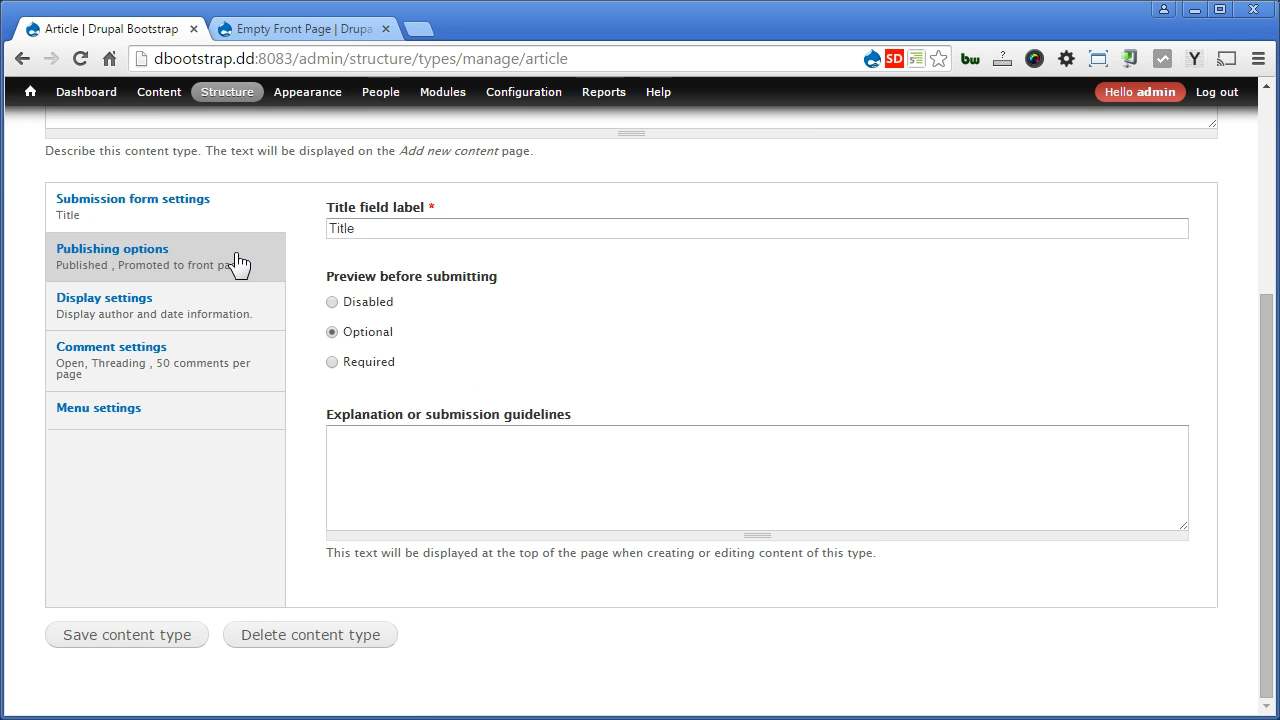 Article | Drupal Bootstrap
Empty Front Page | Drupa
dbootstrap.dd:8083/admin/structure/types/manage/article
SD
5
bw
Y
Dashboard Content Structure Appearance People Modules Configuration Reports Help Hello admin Log out
Describe this content type. The text will be displayed on the Add new content page.
Submission form settings
Title
Publishing options
Published , Promoted to front pa
Display settings
Display author and date information.
Comment settings
Open, Threading , 50 comments per
page
Menu settings
Title field label *
Title
Preview before submitting
Disabled
Optional
Required
Explanation or submission guidelines
This text will be displayed at the top of the page when creating or editing content of this type.
Save content type Delete content type